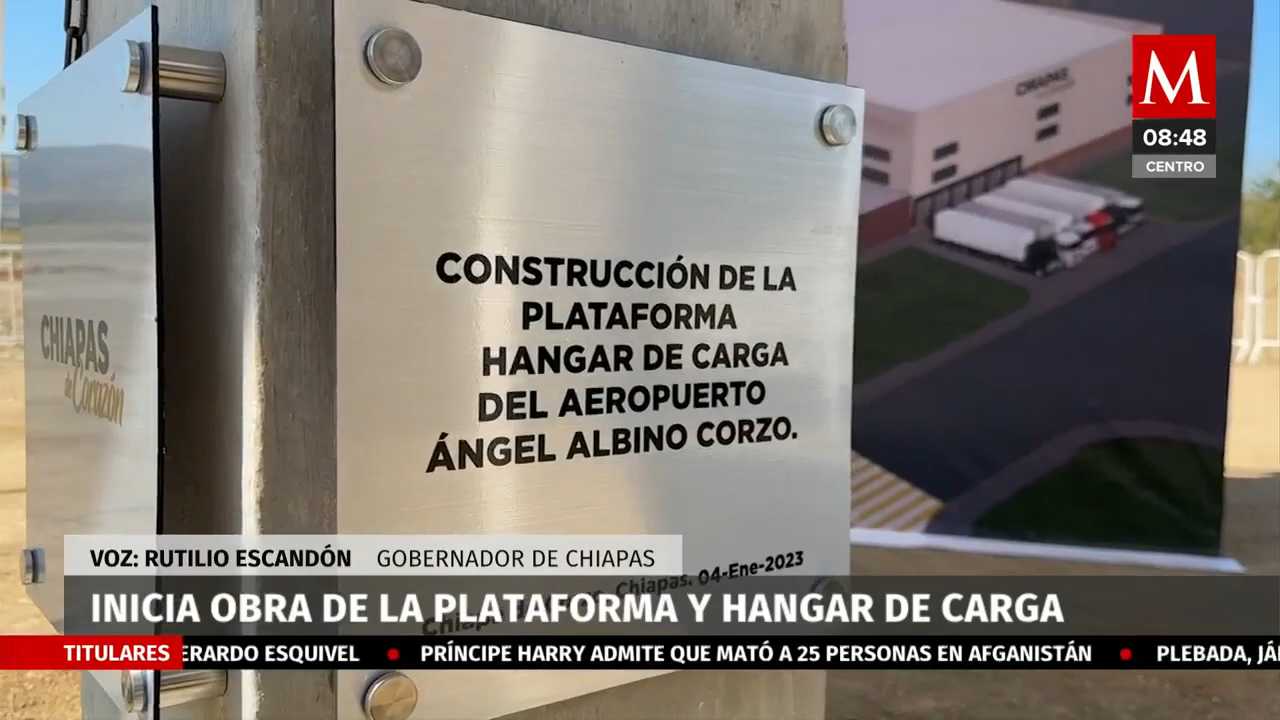 CHIAPAS
M
08:48
CENTRO
CONSTRUCCIÓN DE LA
PLATAFORMA
HANGAR DE CARGA
DEL AEROPUERTO
ÁNGEL ALBINO CORZO.
CHIAPAS
de Corazón
Chiapas. 04-Ene-2023
VOZ: RUTILIO ESCANDÓN GOBERNADOR DE CHIAPAS
INICIA OBRA DE LA PLATAFORMA Y HANGAR DE CARGA
TITULARES ERARDO ESQUIVEL • PRÍNCIPE HARRY ADMITE QUE MATÓ A 25 PERSONAS EN AFGANISTÁN • PLEBADA, JÁ